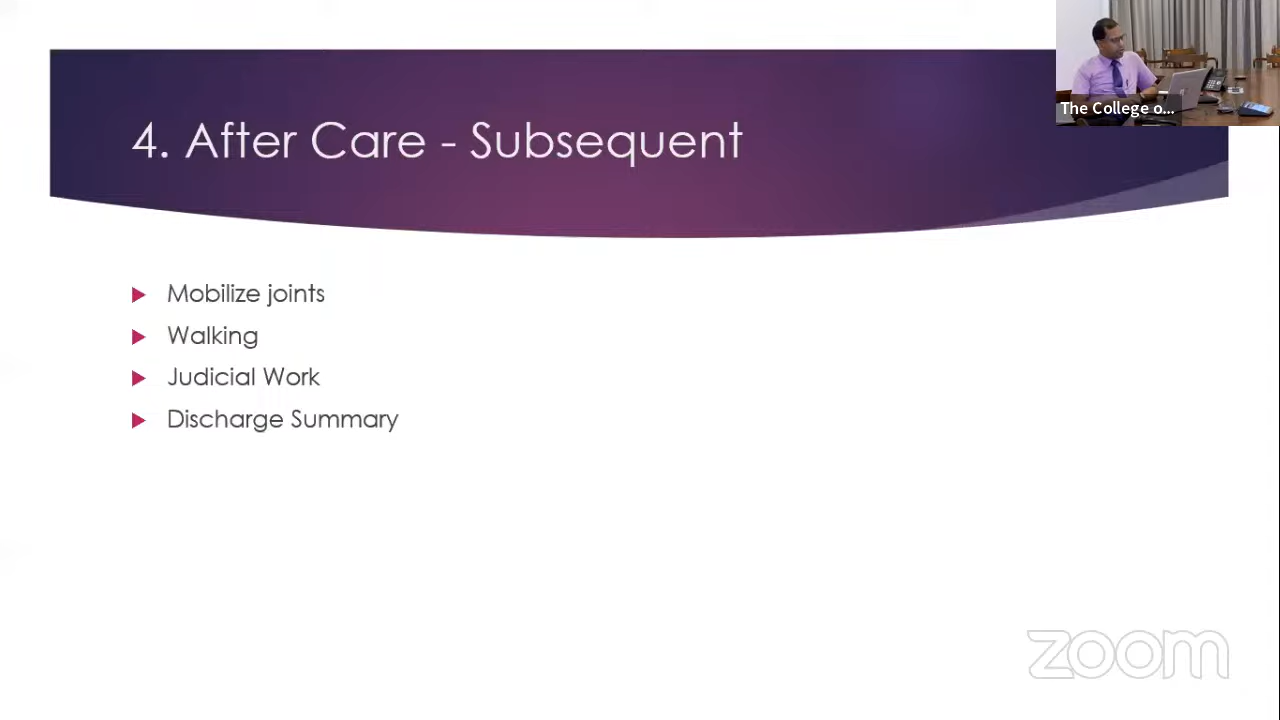 The College o...
4. After Care - Subsequent
Mobilize joints
Walking
Judicial Work
Discharge Summary
zoom